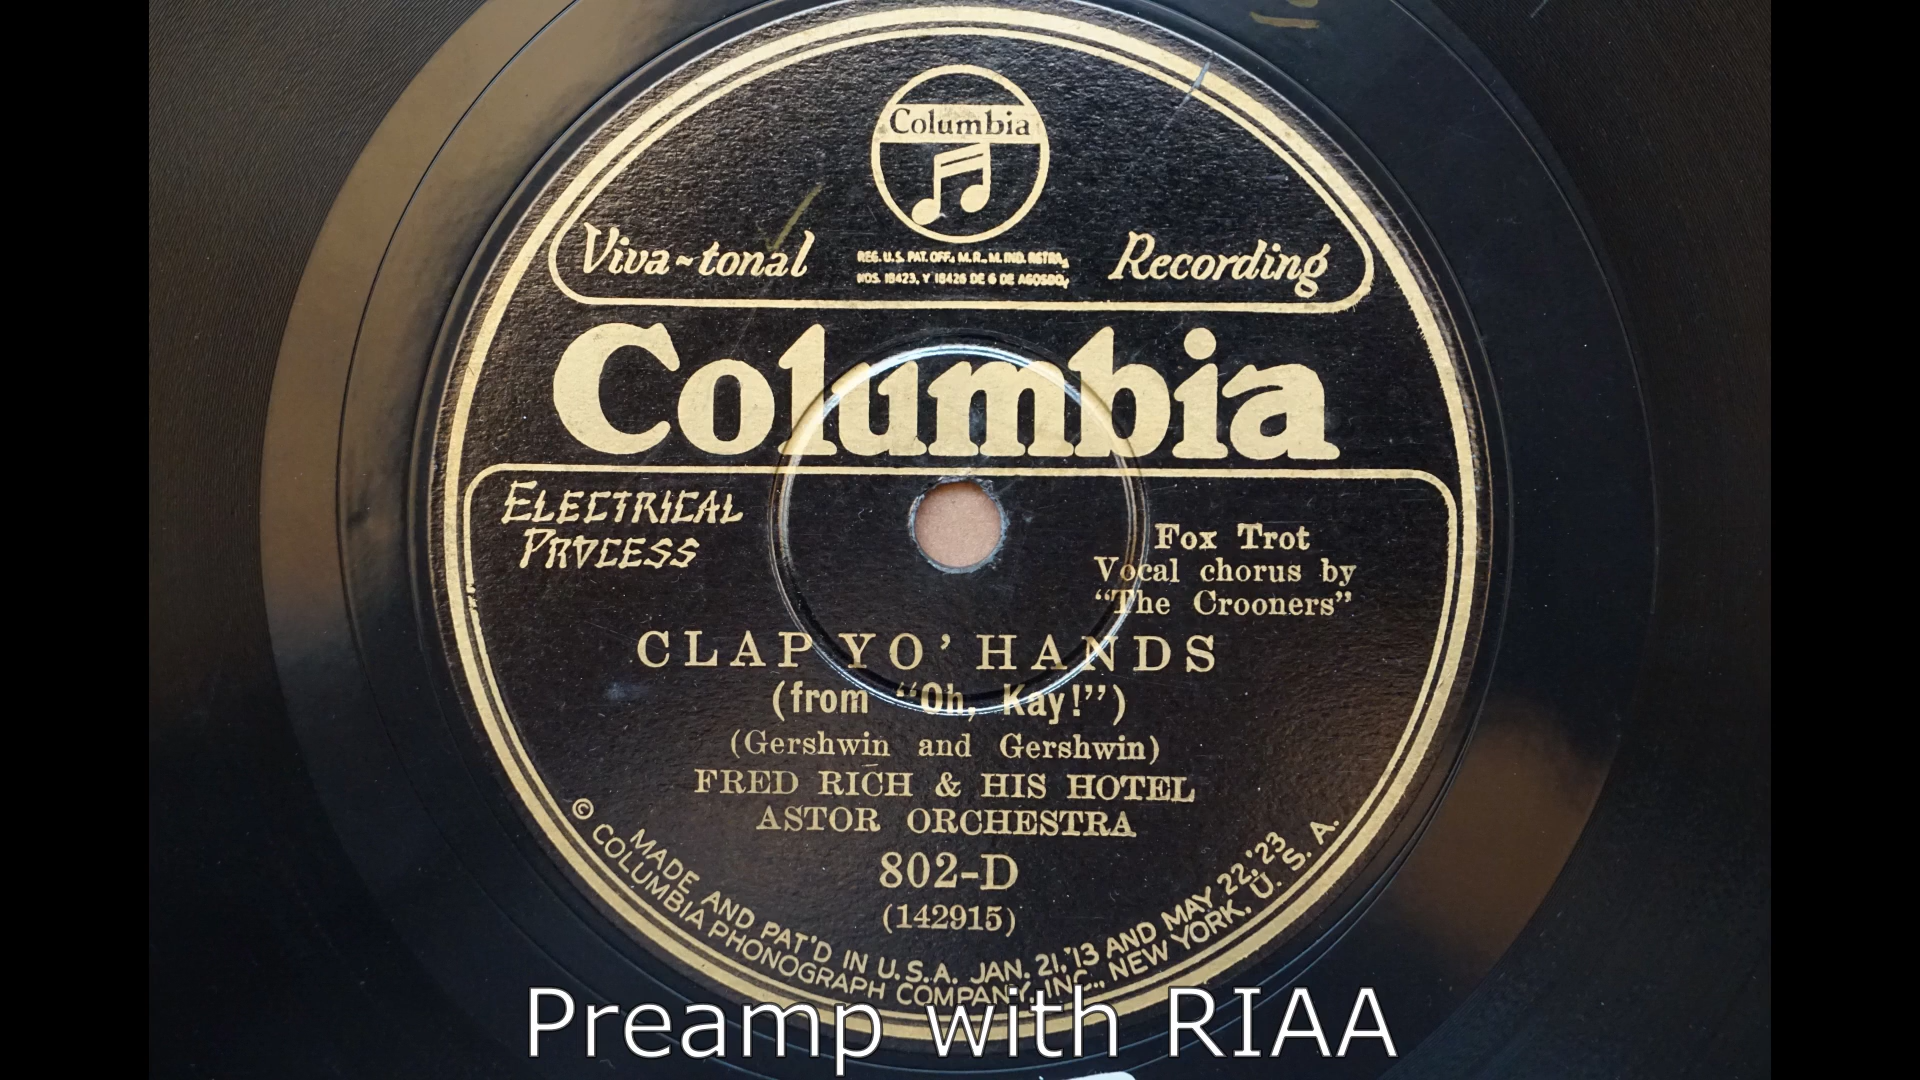 Columbia
Viva-tonal Recording
REG. U.S. PAT. OFF. M. R. M. IND. RSTRA.
NOS. 18423, Y 18426 DE 6 DE AGOSDO,
Columbia
ELECTRICAL
PROCESS
Fox Trot
Vocal chorus by
“The Crooners”
CLAP YO’ HANDS
(from “Oh, Kay!”)
(Gershwin and Gershwin)
FRED RICH & HIS HOTEL
ASTOR ORCHESTRA
802-D
(142915)
MADE AND PAT'D IN U.S.A. JAN. 21,'13 AND MAY 22,'23
© COLUMBIA PHONOGRAPH COMPANY, INC., NEW YORK, U. S. A.
Preamp with RIAA